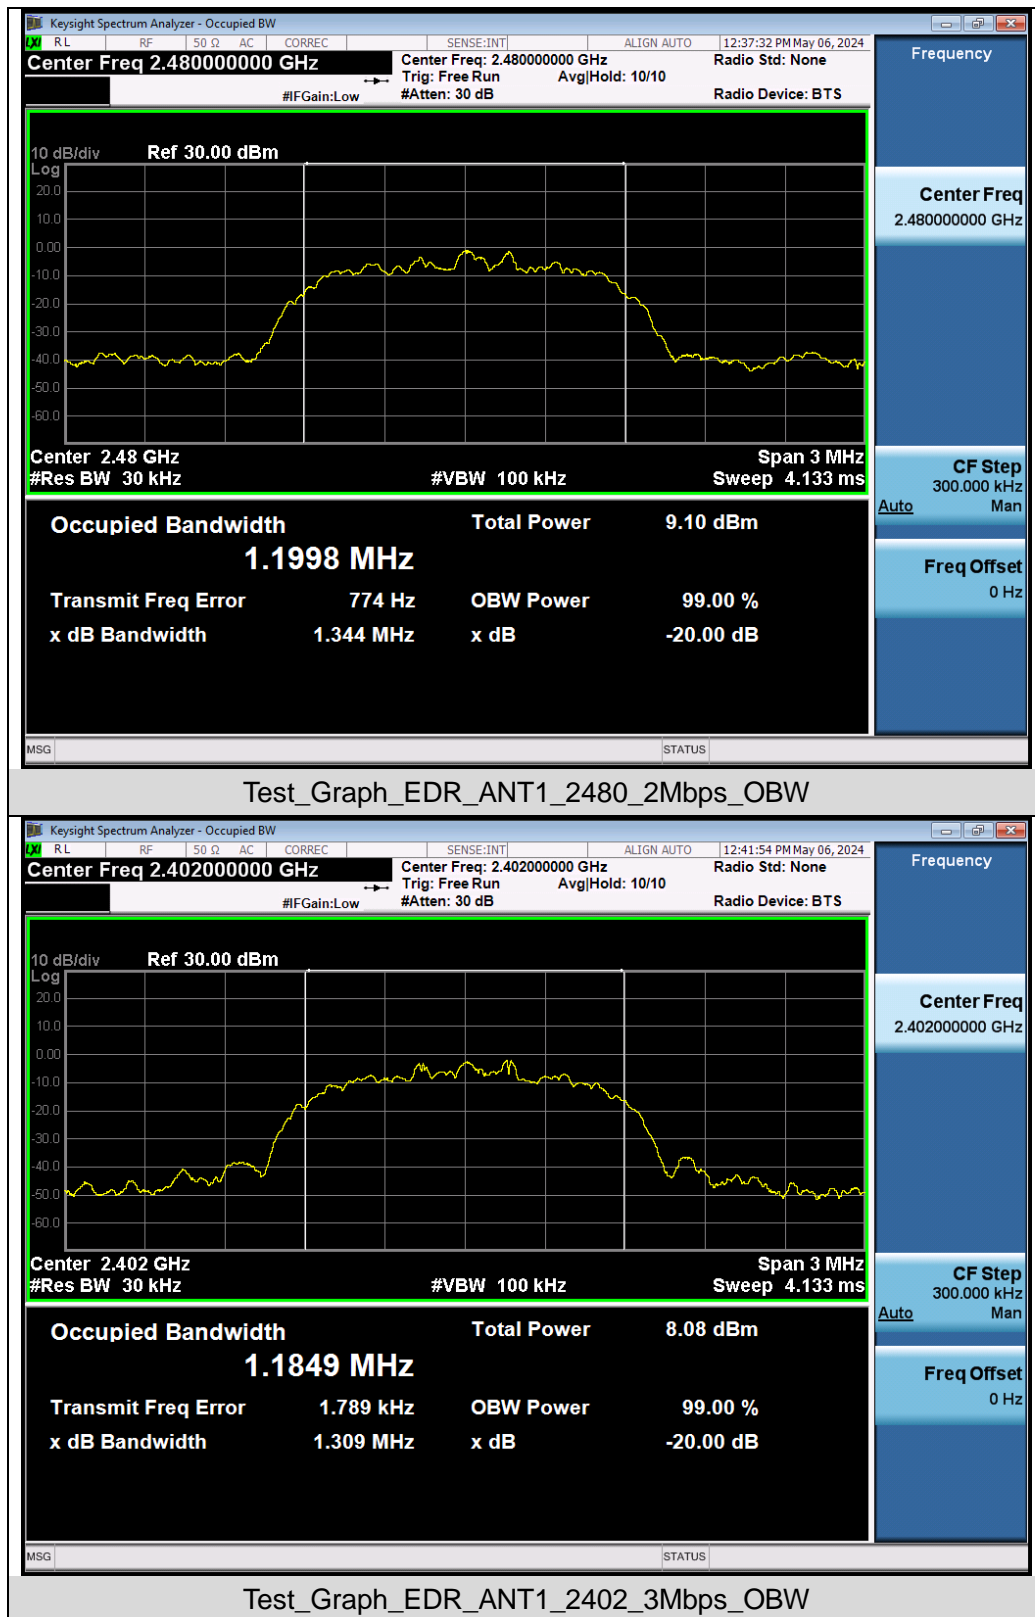 Keysight Spectrum Analyzer - Occupied BW
LXI RL RF 50 Ω AC CORREC SENSE:INT ALIGN AUTO 12:37:32 PM May 06, 2024
Center Freq 2.480000000 GHz Center Freq: 2.480000000 GHz Radio Std: None
Trig: Free Run Avg|Hold: 10/10
#IFGain:Low #Atten: 30 dB Radio Device: BTS
10 dB/div Ref 30.00 dBm
Log
20.0
10.0
0.00
-10.0
-20.0
-30.0
-40.0
-50.0
-60.0
Center 2.48 GHz Span 3 MHz
#Res BW 30 kHz #VBW 100 kHz Sweep 4.133 ms
Occupied Bandwidth Total Power 9.10 dBm
1.1998 MHz
Transmit Freq Error 774 Hz OBW Power 99.00 %
x dB Bandwidth 1.344 MHz x dB -20.00 dB
MSG STATUS
Frequency
Center Freq
2.480000000 GHz
CF Step
300.000 kHz
Auto Man
Freq Offset
0 Hz
Test_Graph_EDR_ANT1_2480_2Mbps_OBW
Keysight Spectrum Analyzer - Occupied BW
LXI RL RF 50 Ω AC CORREC SENSE:INT ALIGN AUTO 12:41:54 PM May 06, 2024
Center Freq 2.402000000 GHz Center Freq: 2.402000000 GHz Radio Std: None
Trig: Free Run Avg|Hold: 10/10
#IFGain:Low #Atten: 30 dB Radio Device: BTS
10 dB/div Ref 30.00 dBm
Log
20.0
10.0
0.00
-10.0
-20.0
-30.0
-40.0
-50.0
-60.0
Center 2.402 GHz Span 3 MHz
#Res BW 30 kHz #VBW 100 kHz Sweep 4.133 ms
Occupied Bandwidth Total Power 8.08 dBm
1.1849 MHz
Transmit Freq Error 1.789 kHz OBW Power 99.00 %
x dB Bandwidth 1.309 MHz x dB -20.00 dB
MSG STATUS
Frequency
Center Freq
2.402000000 GHz
CF Step
300.000 kHz
Auto Man
Freq Offset
0 Hz
Test_Graph_EDR_ANT1_2402_3Mbps_OBW